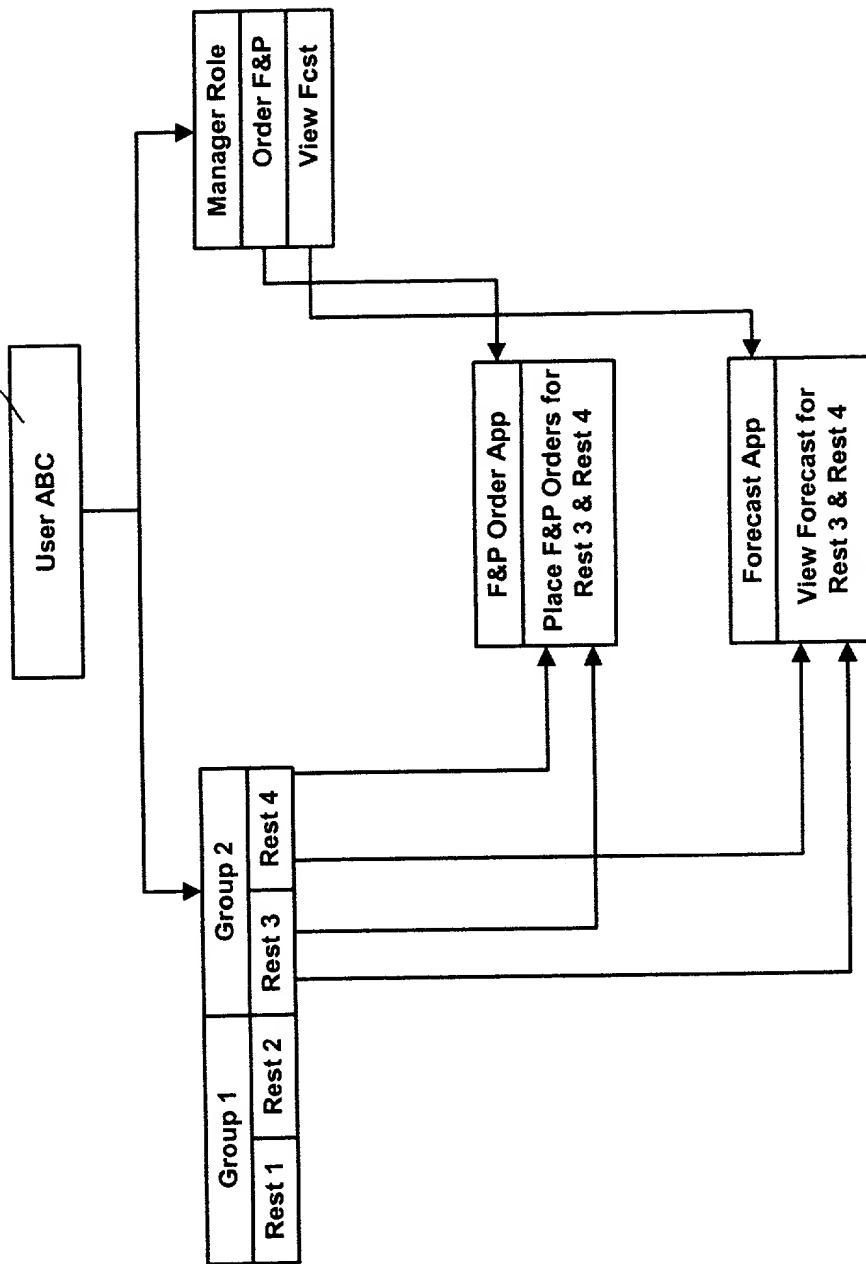 User ABC
Group 1
Group 2
Rest 1
Rest 2
Rest 3
Rest 4
Manager Role
Order F&P
View Fcst
F&P Order App
Place F&P Orders for
Rest 3 & Rest 4
Forecast App
View Forecast for
Rest 3 & Rest 4